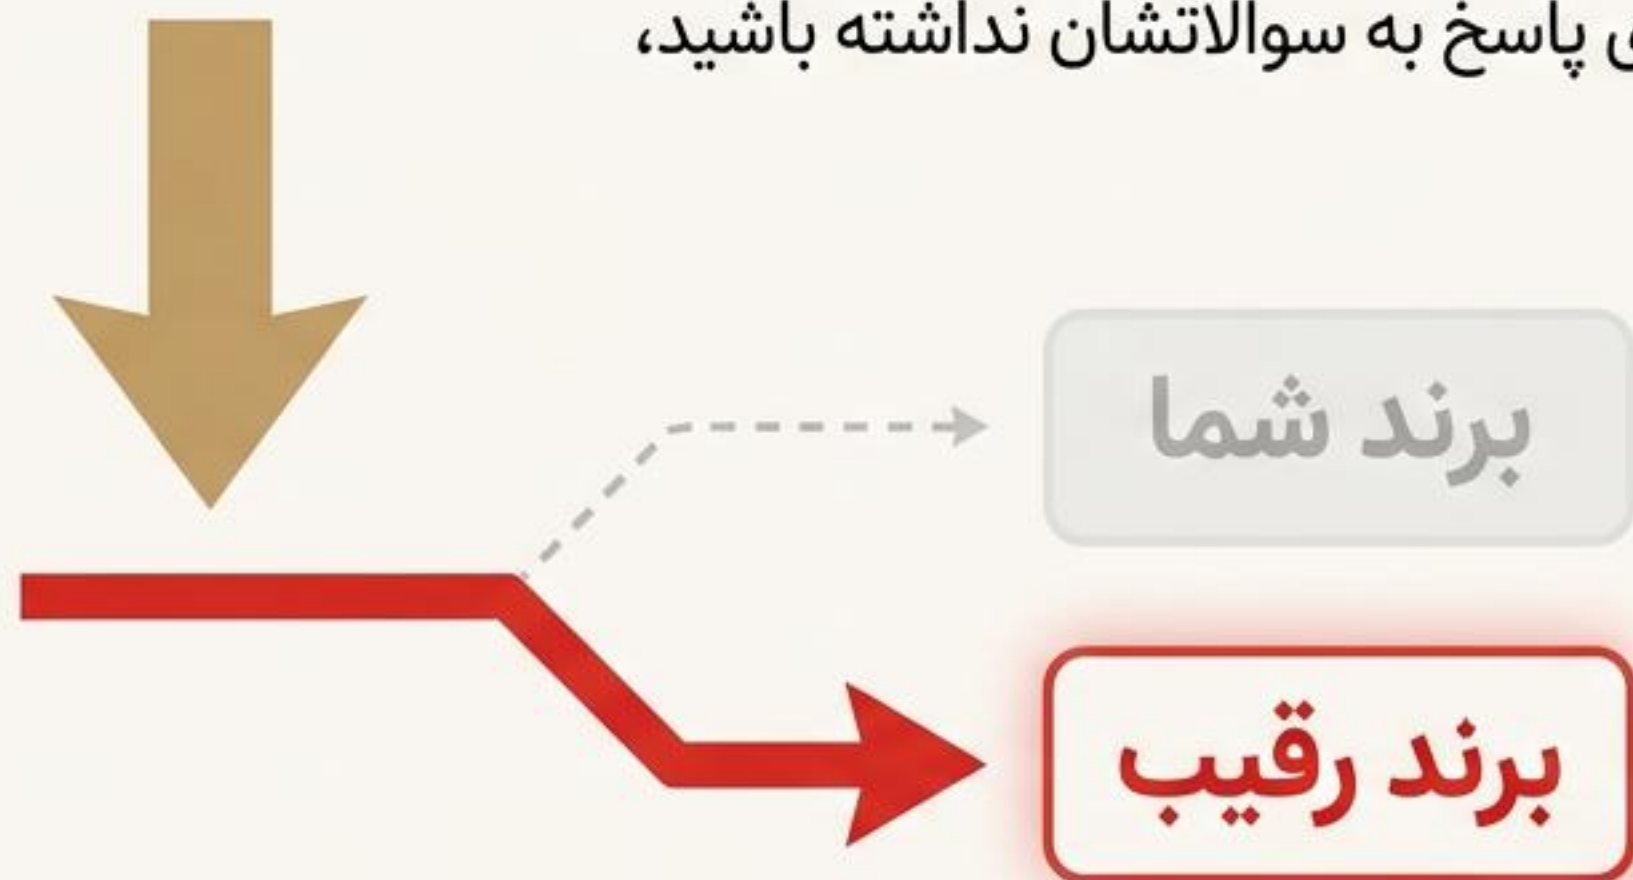 پاسخ به سوالاتشان نداشته باشید،
برند شما
برند رقیب